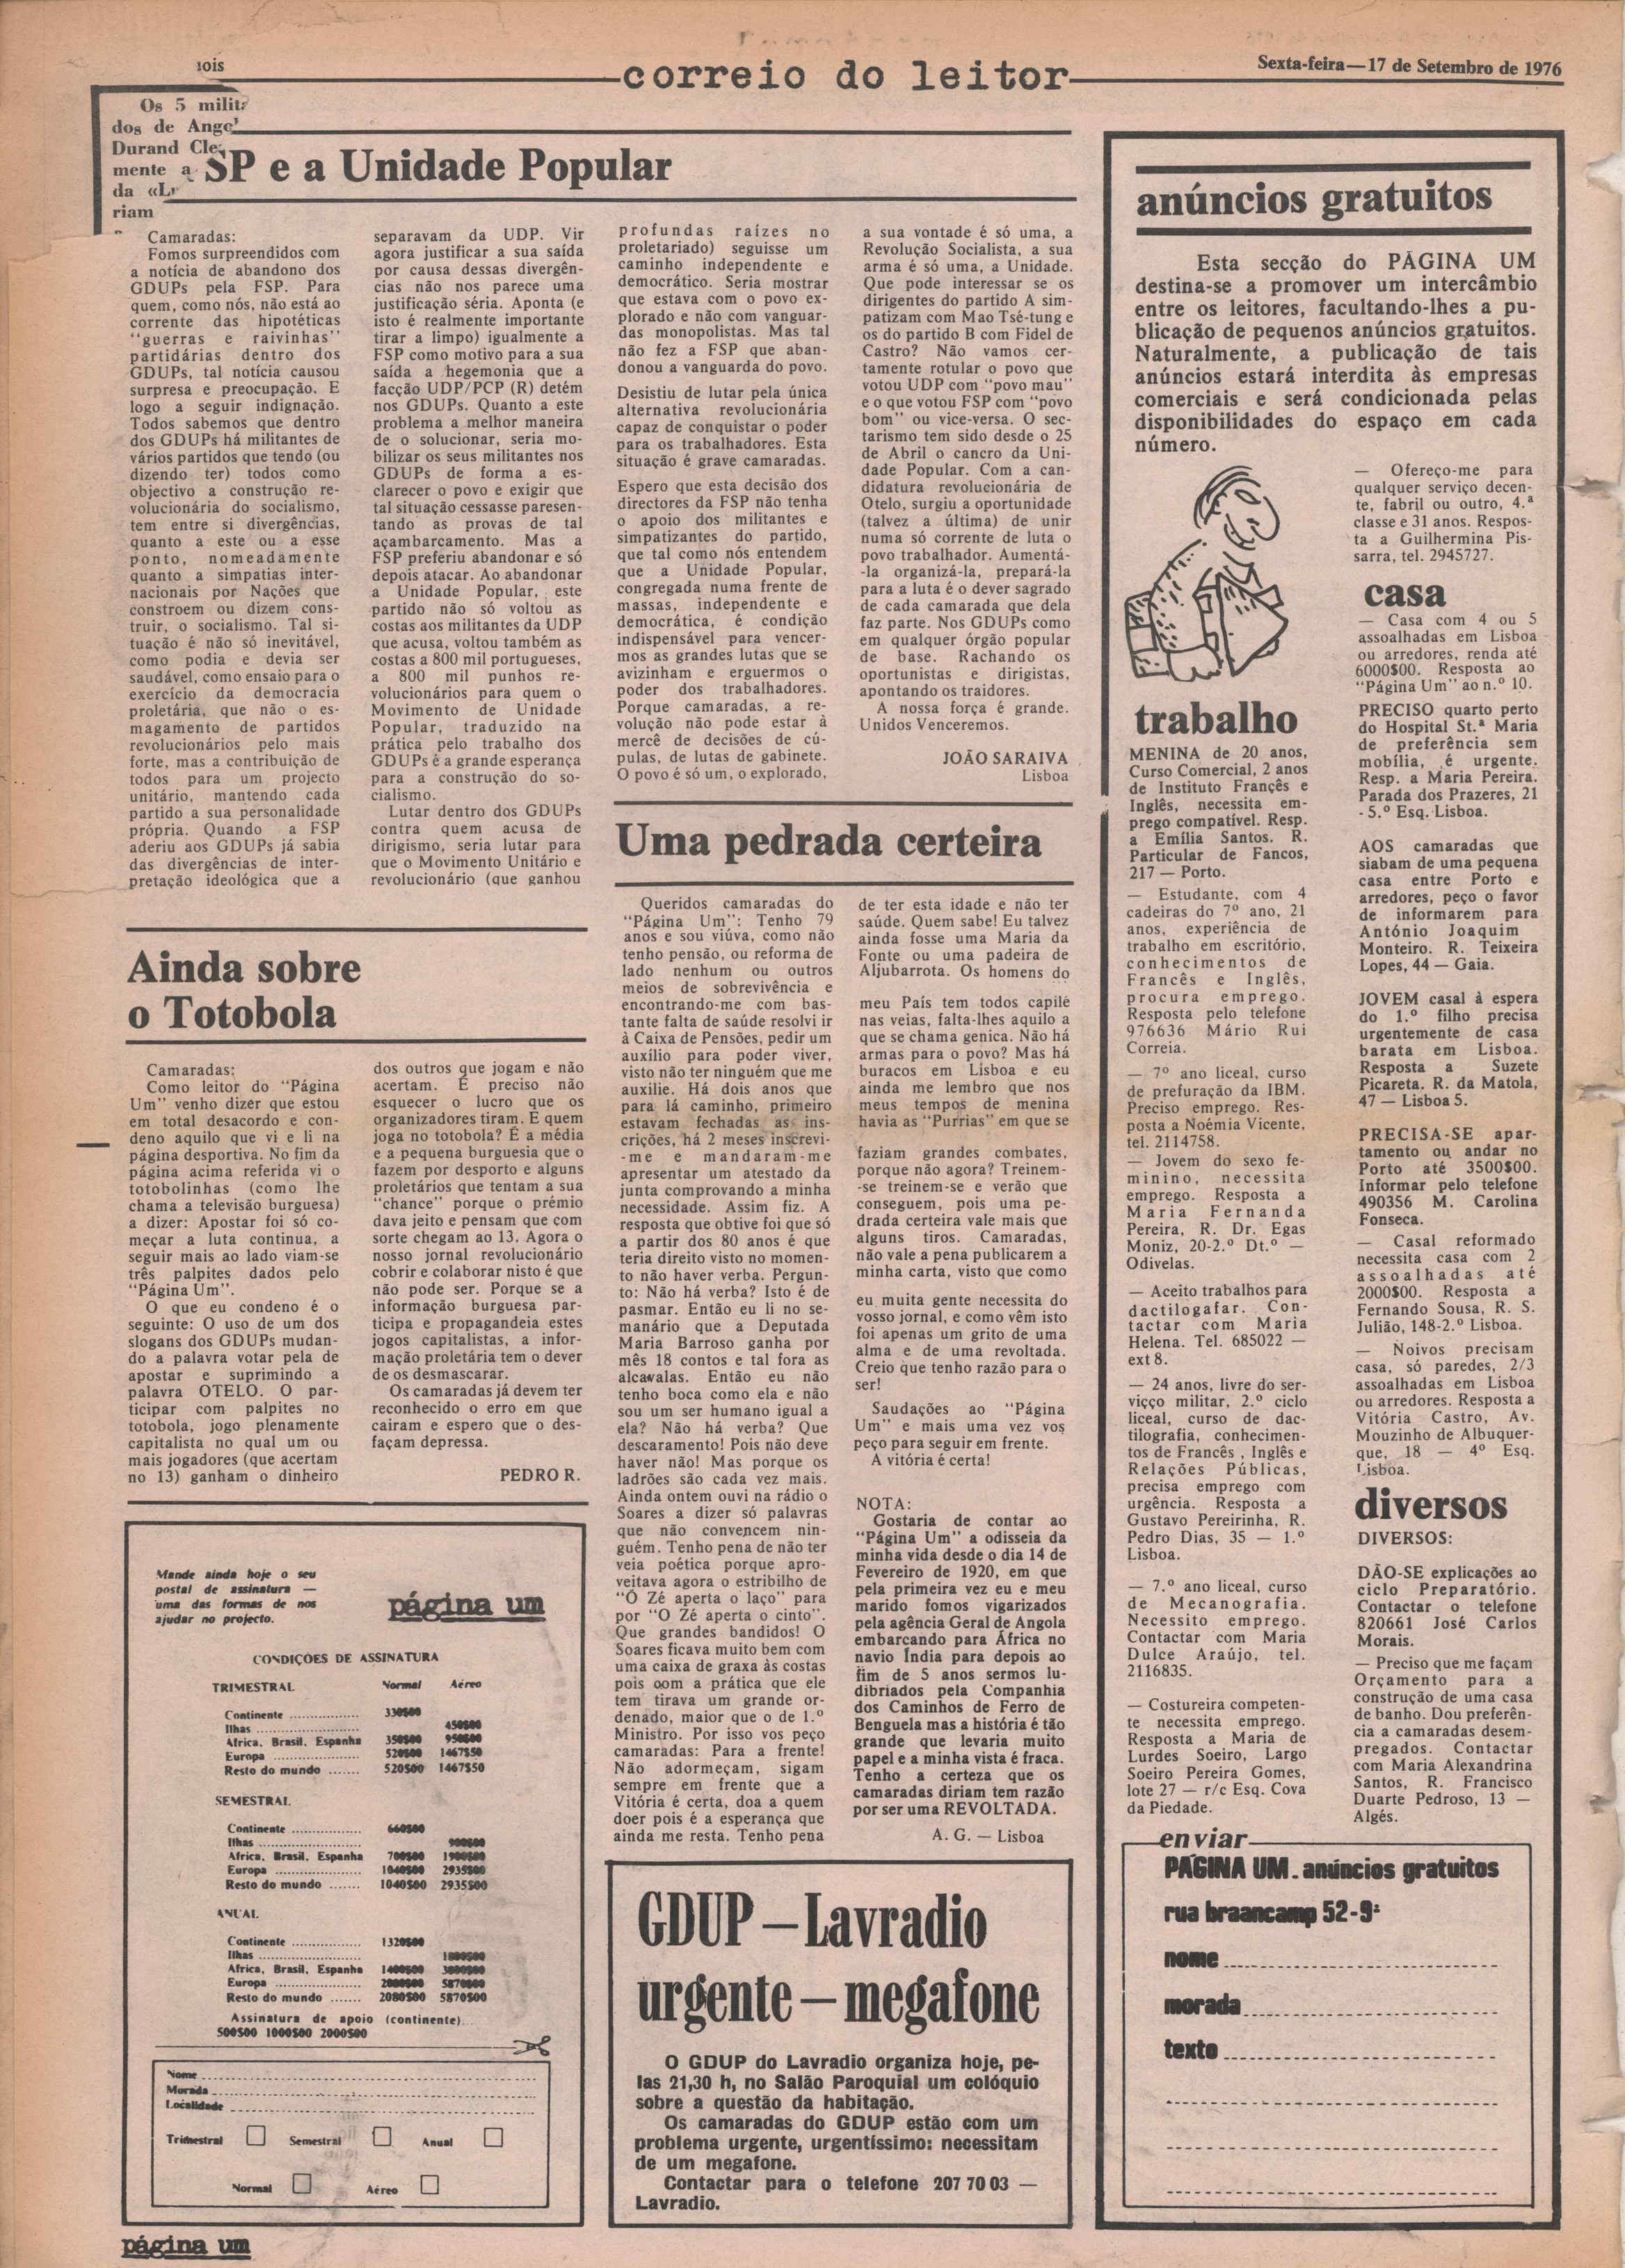 correio do leitor
Sexta-feira—17 de Setembro de 1976
Os 5 milit
dos de Ango
Durand Cle
mente a
da «L
riam
SP e a Unidade Popular
Camaradas:
Fomos surpreendidos com
a notícia de abandono dos
GDUPs pela FSP. Para
quem, como nós, não está ao
corrente das hipotéticas
"guerras e raivinhas"
partidárias dentro dos
GDUPs, tal notícia causou
surpresa e preocupação. E
logo a seguir indignação.
Todos sabemos que dentro
dos GDUPs há militantes de
vários partidos que tendo (ou
dizendo ter) todos como
objectivo a construção re-
volucionária do socialismo,
tem entre si divergências,
quanto a este ou a esse
ponto, nomeadamente
quanto a simpatias inter-
nacionais por Nações que
constroem ou dizem cons-
truir, o socialismo. Tal si-
tuação é não só inevitável,
como podia e devia ser
saudável, como ensaio para o
exercício da democracia
proletária, que não o es-
magamento de partidos
revolucionários pelo mais
forte, mas a contribuição de
todos para um projecto
unitário, mantendo cada
partido a sua personalidade
própria. Quando a FSP
aderiu aos GDUPs já sabia
das divergências de inter-
pretação ideológica que a
separavam da UDP. Vir
agora justificar a sua saída
por causa dessas divergên-
cias não nos parece uma
justificação séria. Aponta (e
isto é realmente importante
tirar a limpo) igualmente a
FSP como motivo para a sua
saída a hegemonia que a
facção UDP/PCP (R) detém
nos GDUPs. Quanto a este
problema a melhor maneira
de o solucionar, seria mo-
bilizar os seus militantes nos
GDUPs de forma a es-
clarecer o povo e exigir que
tal situação cessasse paresen-
tando as provas de tal
açambarcamento. Mas a
FSP preferiu abandonar e só
depois atacar. Ao abandonar
a Unidade Popular, este
partido não só voltou as
costas aos militantes da UDP
que acusa, voltou também as
costas a 800 mil portugueses,
a 800 mil punhos re-
volucionários para quem o
Movimento de Unidade
Popular, traduzido na
prática pelo trabalho dos
GDUPs é a grande esperança
para a construção do so-
cialismo.
Lutar dentro dos GDUPs
contra quem acusa de
dirigismo, seria lutar para
que o Movimento Unitário e
revolucionário (que ganhou
profundas raízes no
proletariado) seguisse um
caminho independente e
democrático. Seria mostrar
que estava com o povo ex-
plorado e não com vanguar-
das monopolistas. Mas tal
não fez a FSP que aban-
donou a vanguarda do povo.
Desistiu de lutar pela única
alternativa revolucionária
capaz de conquistar o poder
para os trabalhadores. Esta
situação é grave camaradas.
Espero que esta decisão dos
directores da FSP não tenha
o apoio dos militantes e
simpatizantes do partido,
que tal como nós entendem
que a Unidade Popular,
congregada numa frente de
massas, independente e
democrática, é condição
indispensável para vencer-
mos as grandes lutas que se
avizinham e erguermos o
poder dos trabalhadores.
Porque camaradas, a re-
volução não pode estar à
mercê de decisões de cú-
pulas, de lutas de gabinete.
O povo é só um, o explorado,
a sua vontade é só uma, a
Revolução Socialista, a sua
arma é só uma, a Unidade.
Que pode interessar se os
dirigentes do partido A sim-
patizam com Mao Tsé-tung e
os do partido B com Fidel de
Castro? Não vamos cer-
tamente rotular o povo que
votou UDP com "povo mau"
e o que votou FSP com "povo
bom" ou vice-versa. O sec-
tarismo tem sido desde o 25
de Abril o cancro da Uni-
dade Popular. Com a can-
didatura revolucionária de
Otelo, surgiu a oportunidade
(talvez a última) de unir
numa só corrente de luta o
povo trabalhador. Aumentá-
-la organizá-la, prepará-la
para a luta é o dever sagrado
de cada camarada que dela
faz parte. Nos GDUPs como
em qualquer órgão popular
de base. Rachando os
oportunistas e dirigistas,
apontando os traidores.
A nossa força é grande.
Unidos Venceremos.
JOÃO SARAIVA
Lisboa
Ainda sobre
o Totobola
Camaradas:
Como leitor do "Página
Um" venho dizer que estou
em total desacordo e con-
deno aquilo que vi e li na
página desportiva. No fim da
página acima referida vi o
totobolinhas (como lhe
chama a televisão burguesa)
a dizer: Apostar foi só co-
meçar a luta continua, a
seguir mais ao lado viam-se
três palpites dados pelo
"Página Um".
O que eu condeno é o
seguinte: O uso de um dos
slogans dos GDUPs mudan-
do a palavra votar pela de
apostar e suprimindo a
palavra OTELO. O par-
ticipar com palpites no
totobola, jogo plenamente
capitalista no qual um ou
mais jogadores (que acertam
no 13) ganham o dinheiro
dos outros que jogam e não
acertam. É preciso não
esquecer o lucro que os
organizadores tiram. E quem
joga no totobola? É a média
e a pequena burguesia que o
fazem por desporto e alguns
proletários que tentam a sua
"chance" porque o prémio
dava jeito e pensam que com
sorte chegam ao 13. Agora o
nosso jornal revolucionário
cobrir e colaborar nisto é que
não pode ser. Porque se a
informação burguesa par-
ticipa e propagandeia estes
jogos capitalistas, a infor-
mação proletária tem o dever
de os desmascarar.
Os camaradas já devem ter
reconhecido o erro em que
cairam e espero que o des-
façam depressa.
PEDRO R.
Mande ainda hoje o seu
postal de assinatura —
uma das formas de nos
ajudar no projecto.
página um
CONDIÇÕES DE ASSINATURA
TRIMESTRAL Normal Aéreo
Continente ................ 330$00
Ilhas ........................ 450$00
Africa, Brasil, Espanha 350$00 950$00
Europa .................... 520$00 1467$50
Resto do mundo ....... 520$00 1467$50
SEMESTRAL
Continente ................ 660$00
Ilhas ........................ 900$00
Africa, Brasil, Espanha 700$00 1900$00
Europa .................... 1040$00 2935$00
Resto do mundo ....... 1040$00 2935$00
ANUAL
Continente ................ 1320$00
Ilhas ........................ 1800$00
Africa, Brasil, Espanha 1400$00 3800$00
Europa .................... 2080$00 5870$00
Resto do mundo ....... 2080$00 5870$00
Assinatura de apoio (continente)
500$00 1000$00 2000$00
Nome
Morada
Localidade
Trimestral Semestral Anual
Normal Aéreo
página um
Uma pedrada certeira
Queridos camaradas do
"Página Um": Tenho 79
anos e sou viúva, como não
tenho pensão, ou reforma de
lado nenhum ou outros
meios de sobrevivência e
encontrando-me com bas-
tante falta de saúde resolvi ir
à Caixa de Pensões, pedir um
auxílio para poder viver,
visto não ter ninguém que me
auxilie. Há dois anos que
para lá caminho, primeiro
estavam fechadas as ins-
crições, há 2 meses inscrevi-
-me e mandaram-me
apresentar um atestado da
junta comprovando a minha
necessidade. Assim fiz. A
resposta que obtive foi que só
a partir dos 80 anos é que
teria direito visto no momen-
to não haver verba. Pergun-
to: Não há verba? Isto é de
pasmar. Então eu li no se-
manário que a Deputada
Maria Barroso ganha por
mês 18 contos e tal fora as
alcavalas. Então eu não
tenho boca como ela e não
sou um ser humano igual a
ela? Não há verba? Que
descaramento! Pois não deve
haver não! Mas porque os
ladrões são cada vez mais.
Ainda ontem ouvi na rádio o
Soares a dizer só palavras
que não convencem nin-
guém. Tenho pena de não ter
veia poética porque apro-
veitava agora o estribilho de
"Ó Zé aperta o laço" para
por "O Zé aperta o cinto".
Que grandes bandidos! O
Soares ficava muito bem com
uma caixa de graxa às costas
pois com a prática que ele
tem tirava um grande or-
denado, maior que o de 1.º
Ministro. Por isso vos peço
camaradas: Para a frente!
Não adormeçam, sigam
sempre em frente que a
Vitória é certa, doa a quem
doer pois é a esperança que
ainda me resta. Tenho pena
de ter esta idade e não ter
saúde. Quem sabe! Eu talvez
ainda fosse uma Maria da
Fonte ou uma padeira de
Aljubarrota. Os homens do
meu País tem todos capilé
nas veias, falta-lhes aquilo a
que se chama genica. Não há
armas para o povo? Mas há
buracos em Lisboa e eu
ainda me lembro que nos
meus tempos de menina
havia as "Purrias" em que se
faziam grandes combates,
porque não agora? Treinem-
-se treinem-se e verão que
conseguem, pois uma pe-
drada certeira vale mais que
alguns tiros. Camaradas,
não vale a pena publicarem a
minha carta, visto que como
eu muita gente necessita do
vosso jornal, e como vêm isto
foi apenas um grito de uma
alma e de uma revoltada.
Creio que tenho razão para o
ser!
Saudações ao "Página
Um" e mais uma vez vos
peço para seguir em frente.
A vitória é certa!
NOTA:
Gostaria de contar ao
"Página Um" a odisseia da
minha vida desde o dia 14 de
Fevereiro de 1920, em que
pela primeira vez eu e meu
marido fomos vigarizados
pela agência Geral de Angola
embarcando para África no
navio Índia para depois ao
fim de 5 anos sermos lu-
dibriados pela Companhia
dos Caminhos de Ferro de
Benguela mas a história é tão
grande que levaria muito
papel e a minha vista é fraca.
Tenho a certeza que os
camaradas diriam tem razão
por ser uma REVOLTADA.
A. G. — Lisboa
GDUP — Lavradio
urgente — megafone
O GDUP do Lavradio organiza hoje, pe-
las 21,30 h, no Salão Paroquial um colóquio
sobre a questão da habitação.
Os camaradas do GDUP estão com um
problema urgente, urgentíssimo: necessitam
de um megafone.
Contactar para o telefone 207 70 03 —
Lavradio.
anúncios gratuitos
Esta secção do PÁGINA UM
destina-se a promover um intercâmbio
entre os leitores, facultando-lhes a pu-
blicação de pequenos anúncios gratuitos.
Naturalmente, a publicação de tais
anúncios estará interdita às empresas
comerciais e será condicionada pelas
disponibilidades do espaço em cada
número.
trabalho
MENINA de 20 anos,
Curso Comercial, 2 anos
de Instituto Françês e
Inglês, necessita em-
prego compatível. Resp.
a Emília Santos. R.
Particular de Fancos,
217 — Porto.
— Estudante, com 4
cadeiras do 7º ano, 21
anos, experiência de
trabalho em escritório,
conhecimentos de
Francês e Inglês,
procura emprego.
Resposta pelo telefone
976636 Mário Rui
Correia.
— 7º ano liceal, curso
de prefuração da IBM.
Preciso emprego. Res-
posta a Noémia Vicente,
tel. 2114758.
— Jovem do sexo fe-
minino, necessita
emprego. Resposta a
Maria Fernanda
Pereira, R. Dr. Egas
Moniz, 20-2.º Dt.º —
Odivelas.
— Aceito trabalhos para
dactilogafar. Con-
tactar com Maria
Helena. Tel. 685022 —
ext 8.
— 24 anos, livre do ser-
viçço militar, 2.º ciclo
liceal, curso de dac-
tilografia, conhecimen-
tos de Francês , Inglês e
Relações Públicas,
precisa emprego com
urgência. Resposta a
Gustavo Pereirinha, R.
Pedro Dias, 35 — 1.º
Lisboa.
— 7.º ano liceal, curso
de Mecanografia.
Necessito emprego.
Contactar com Maria
Dulce Araújo, tel.
2116835.
— Costureira competen-
te necessita emprego.
Resposta a Maria de
Lurdes Soeiro, Largo
Soeiro Pereira Gomes,
lote 27 — r/c Esq. Cova
da Piedade.
— Ofereço-me para
qualquer serviço decen-
te, fabril ou outro, 4.ª
classe e 31 anos. Respos-
ta a Guilhermina Pis-
sarra, tel. 2945727.
casa
— Casa com 4 ou 5
assoalhadas em Lisboa
ou arredores, renda até
6000$00. Resposta ao
"Página Um" ao n.º 10.
PRECISO quarto perto
do Hospital St.ª Maria
de preferência sem
mobília, é urgente.
Resp. a Maria Pereira.
Parada dos Prazeres, 21
- 5.º Esq. Lisboa.
AOS camaradas que
siabam de uma pequena
casa entre Porto e
arredores, peço o favor
de informarem para
António Joaquim
Monteiro. R. Teixeira
Lopes, 44 — Gaia.
JOVEM casal à espera
do 1.º filho precisa
urgentemente de casa
barata em Lisboa.
Resposta a Suzete
Picareta. R. da Matola,
47 — Lisboa 5.
PRECISA-SE apar-
tamento ou andar no
Porto até 3500$00.
Informar pelo telefone
490356 M. Carolina
Fonseca.
— Casal reformado
necessita casa com 2
assoalhadas até
2000$00. Resposta a
Fernando Sousa, R. S.
Julião, 148-2.º Lisboa.
— Noivos precisam
casa, só paredes, 2/3
assoalhadas em Lisboa
ou arredores. Resposta a
Vitória Castro, Av.
Mouzinho de Albuquer-
que, 18 — 4º Esq.
Lisboa.
diversos
DIVERSOS:
DÃO-SE explicações ao
ciclo Preparatório.
Contactar o telefone
820661 José Carlos
Morais.
— Preciso que me façam
Orçamento para a
construção de uma casa
de banho. Dou preferên-
cia a camaradas desem-
pregados. Contactar
com Maria Alexandrina
Santos, R. Francisco
Duarte Pedroso, 13 —
Algés.
enviar
PÁGINA UM. anúncios gratuitos
rua braancamp 52-9º
nome
morada
texto